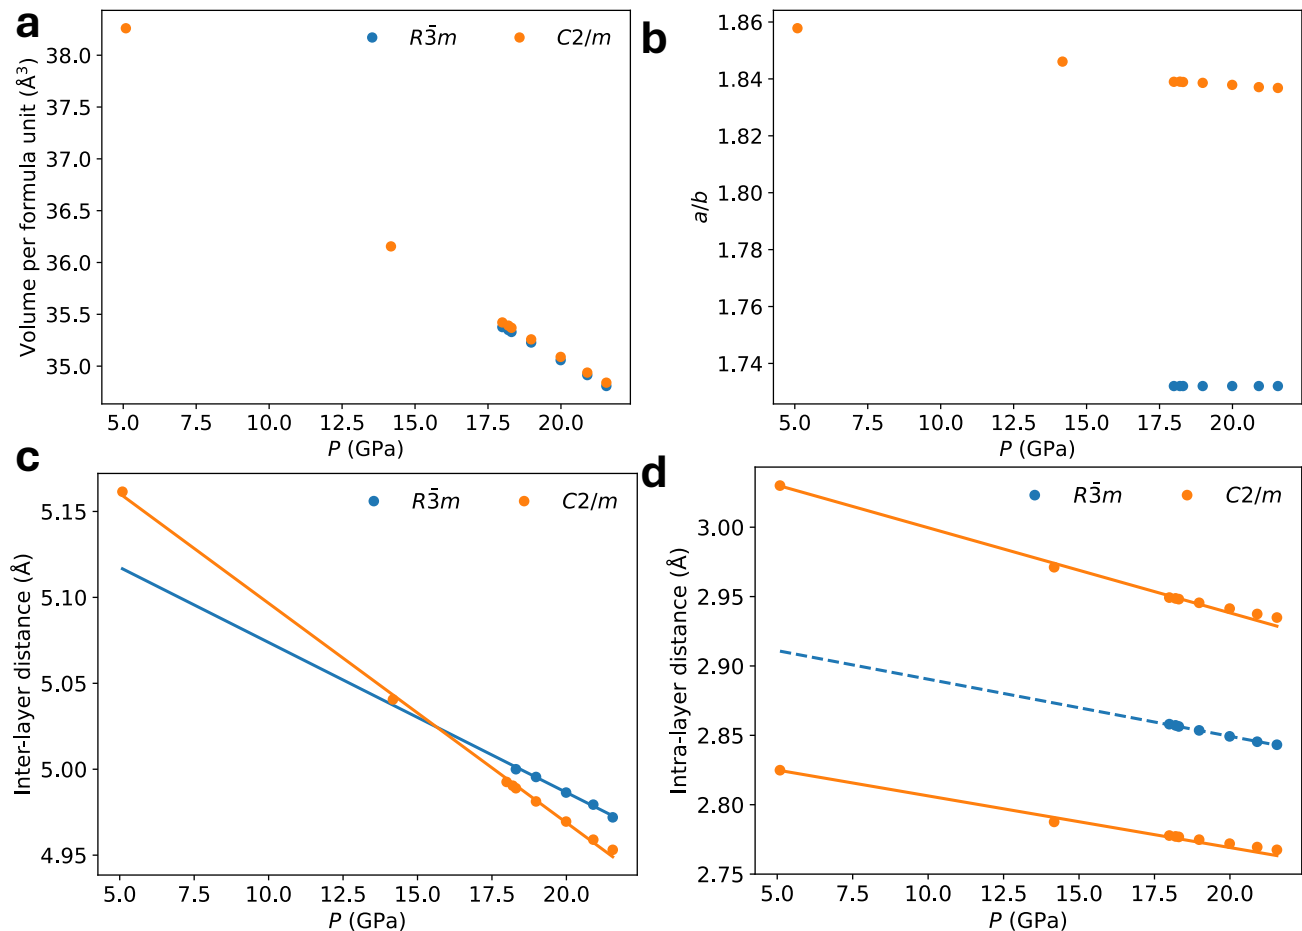 a
R3̄m
C2/m
Volume per formula unit (Å³)
38.0
37.5
37.0
36.5
36.0
35.5
35.0
5.0 7.5 10.0 12.5 15.0 17.5 20.0
P (GPa)
b
a/b
1.86
1.84
1.82
1.80
1.78
1.76
1.74
5.0 7.5 10.0 12.5 15.0 17.5 20.0
P (GPa)
c
R3̄m
C2/m
Inter-layer distance (Å)
5.15
5.10
5.05
5.00
4.95
5.0 7.5 10.0 12.5 15.0 17.5 20.0
P (GPa)
d
R3̄m
C2/m
Intra-layer distance (Å)
3.00
2.95
2.90
2.85
2.80
2.75
5.0 7.5 10.0 12.5 15.0 17.5 20.0
P (GPa)